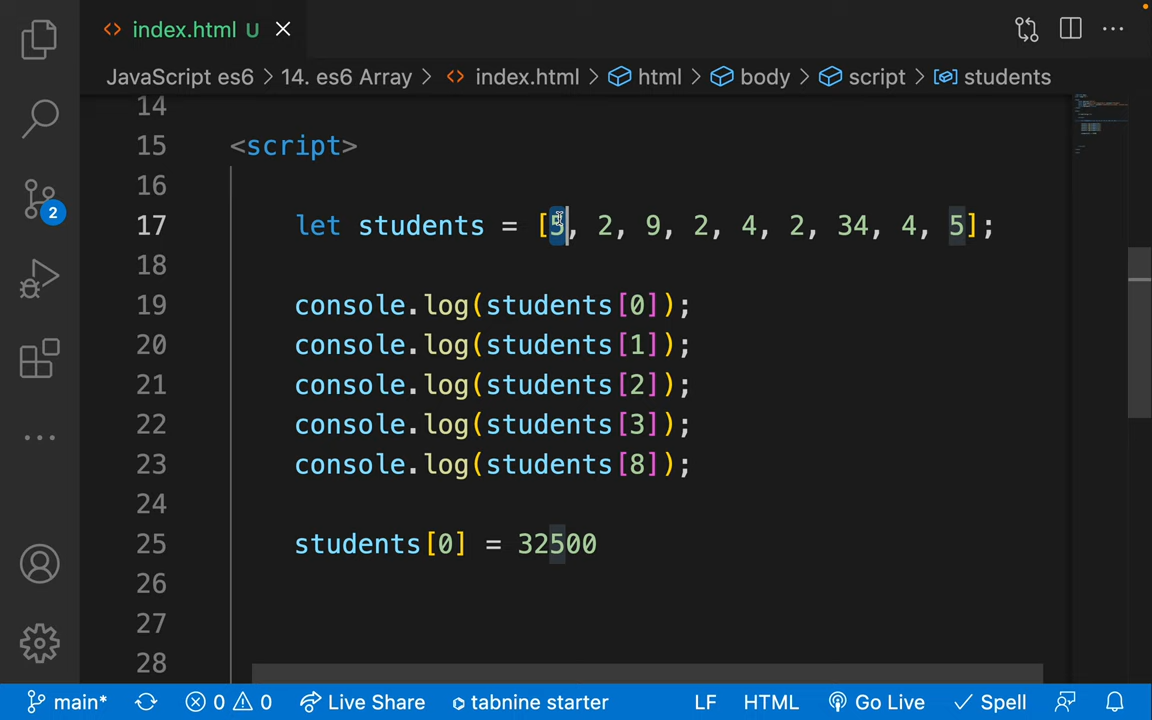 index.html U
JavaScript es6 > 14. es6 Array > index.html > html > body > script > students
14
15 <script>
16
17 let students = [5, 2, 9, 2, 4, 2, 34, 4, 5];
18
19 console.log(students[0]);
20 console.log(students[1]);
21 console.log(students[2]);
22 console.log(students[3]);
23 console.log(students[8]);
24
25 students[0] = 32500
26
27
28
2
main* 0 0 Live Share tabnine starter LF HTML Go Live Spell